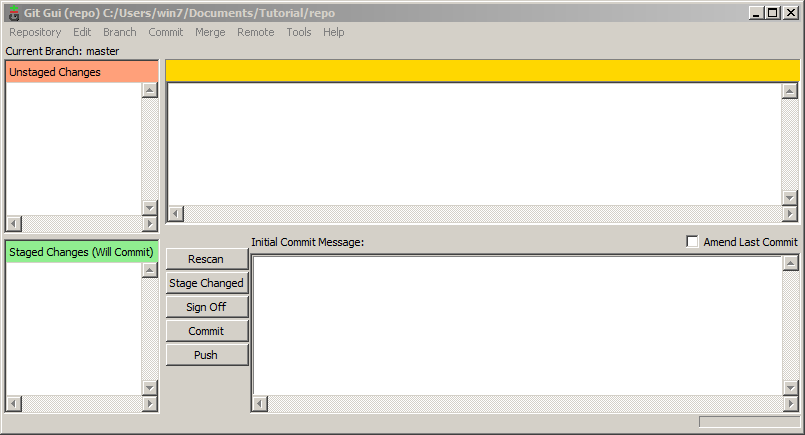 Git Gui (repo) C:/Users/win7/Documents/Tutorial/repo
Repository Edit Branch Commit Merge Remote Tools Help
Current Branch: master
Unstaged Changes
Staged Changes (Will Commit)
Initial Commit Message:
Amend Last Commit
Rescan
Stage Changed
Sign Off
Commit
Push